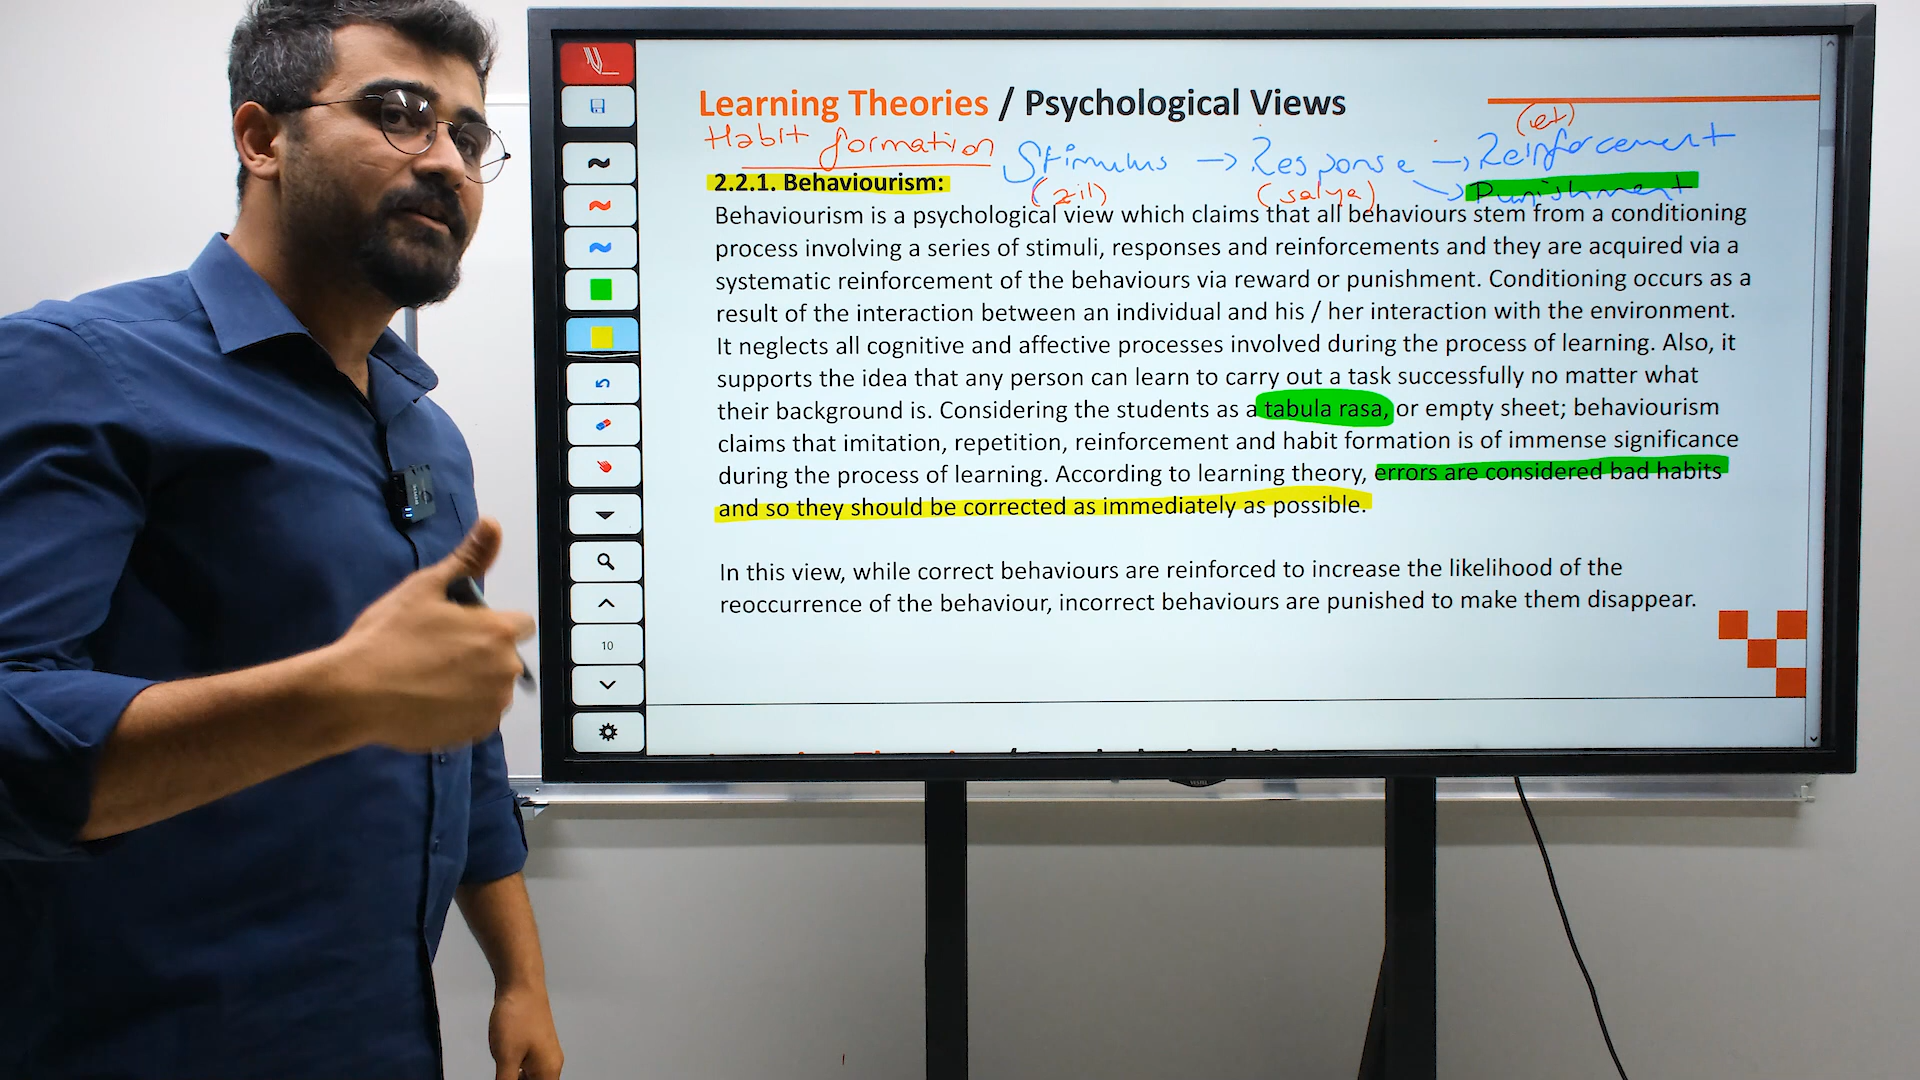 Learning Theories / Psychological Views
(et)
Habit formation
Stimulus → Response → Reinforcement
(zil) (salya) → Punishment
2.2.1. Behaviourism:
Behaviourism is a psychological view which claims that all behaviours stem from a conditioning
process involving a series of stimuli, responses and reinforcements and they are acquired via a
systematic reinforcement of the behaviours via reward or punishment. Conditioning occurs as a
result of the interaction between an individual and his / her interaction with the environment.
It neglects all cognitive and affective processes involved during the process of learning. Also, it
supports the idea that any person can learn to carry out a task successfully no matter what
their background is. Considering the students as a tabula rasa, or empty sheet; behaviourism
claims that imitation, repetition, reinforcement and habit formation is of immense significance
during the process of learning. According to learning theory, errors are considered bad habits
and so they should be corrected as immediately as possible.
In this view, while correct behaviours are reinforced to increase the likelihood of the
reoccurrence of the behaviour, incorrect behaviours are punished to make them disappear.
10